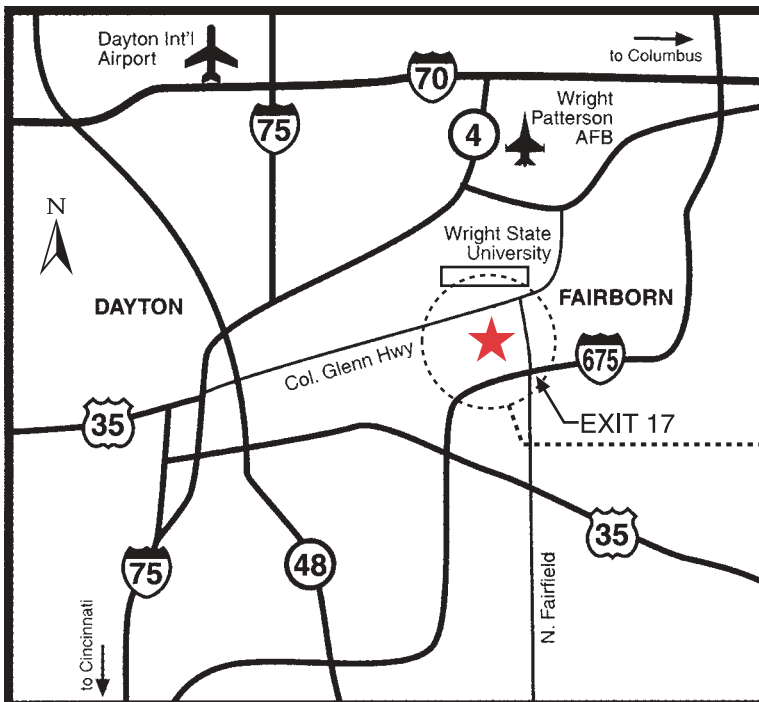 Dayton Int'l
Airport
to Columbus
70
75
4
Wright
Patterson
AFB
N
Wright State
University
DAYTON
FAIRBORN
675
Col. Glenn Hwy
35
EXIT 17
35
75
48
N. Fairfield
to Cincinnati